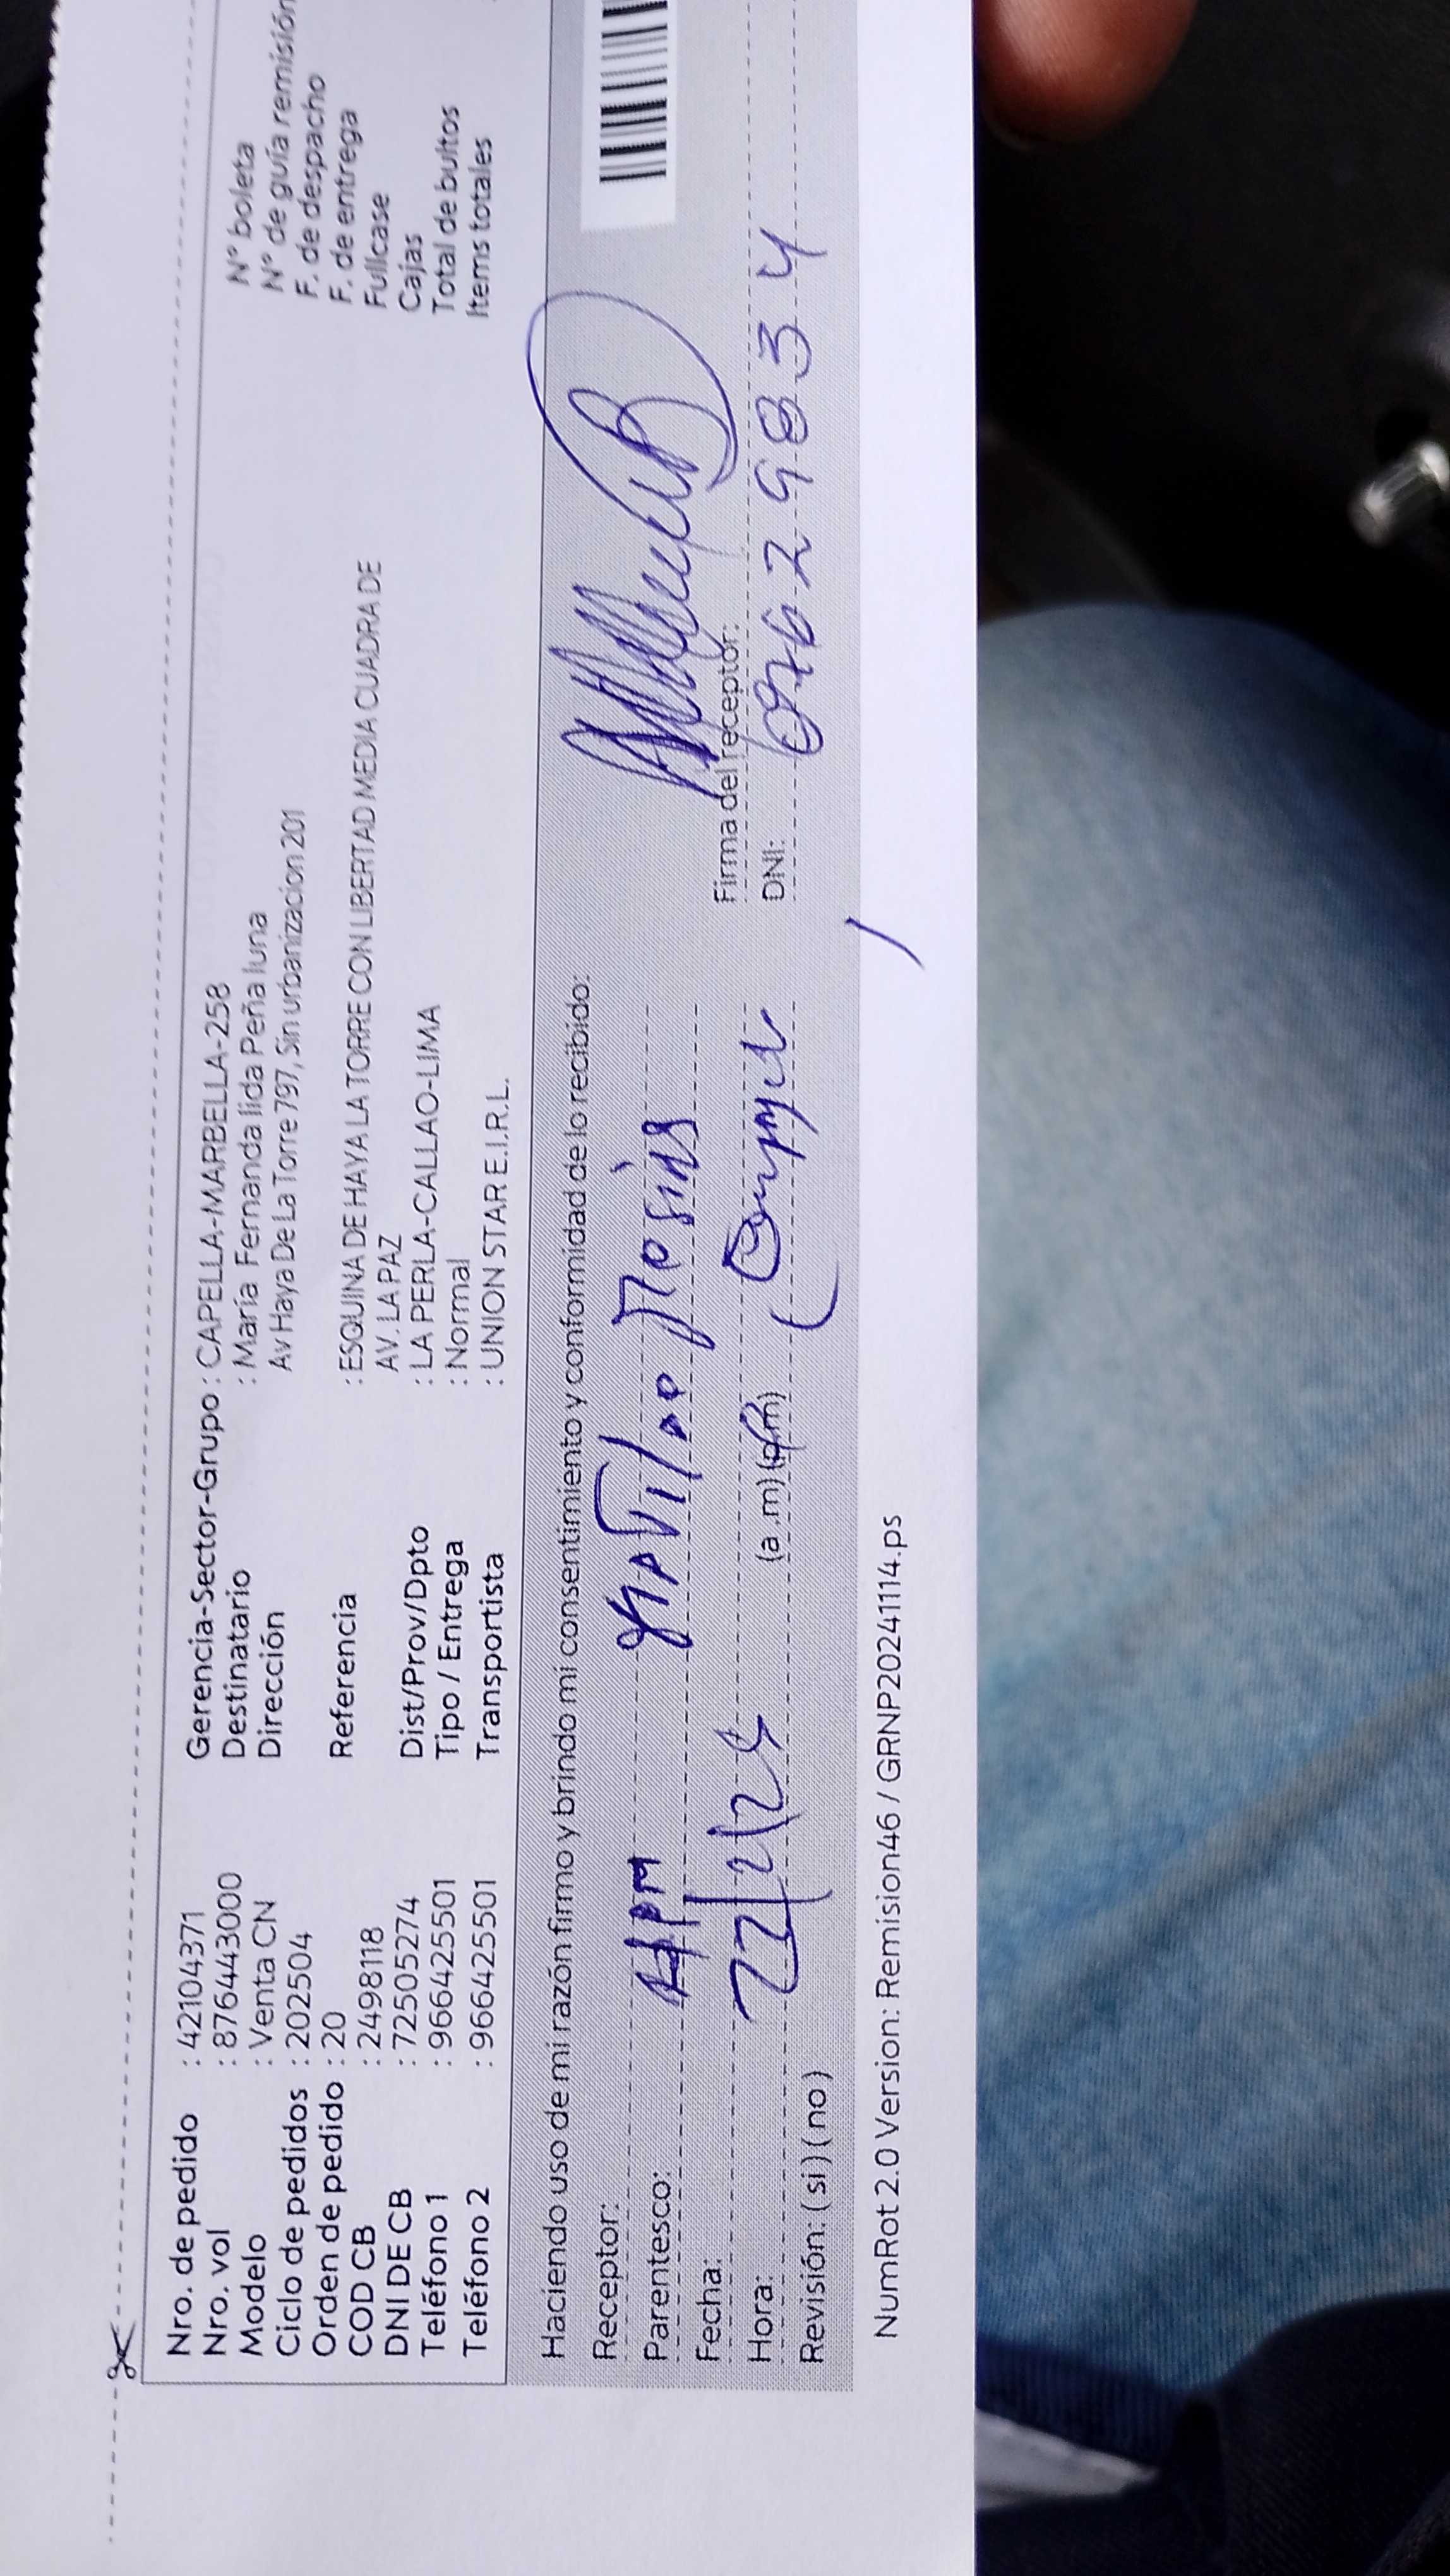 Nro. de pedido : 42104371
Nro. vol : 876443000
Modelo : Venta CN
Ciclo de pedidos : 202504
Orden de pedido : 20
COD CB : 2498118
DNI DE CB : 72505274
Teléfono 1 : 966425501
Teléfono 2 : 966425501
Gerencia-Sector-Grupo : CAPELLA-MARBELLA-258
Destinatario : María Fernanda lida Peña luna
Dirección Av Haya De La Torre 797, Sin urbanizacion 201
Referencia : ESQUINA DE HAYA LA TORRE CON LIBERTAD MEDIA CUADRA DE
AV. LA PAZ
Dist/Prov/Dpto : LA PERLA-CALLAO-LIMA
Tipo / Entrega : Normal
Transportista : UNION STAR E.I.R.L.
N° boleta
N° de guía remisión
F. de despacho
F. de entrega
Fullcase
Cajas
Total de bultos
Items totales
Haciendo uso de mi razón firmo y brindo mi consentimiento y conformidad de lo recibido:
Receptor:
Parentesco:
Fecha:
Hora: (a .m) (p.m)
Revisión: ( si ) ( no )
Firma del receptor:
DNI:
NumRot 2.0 Version: Remision46 / GRNP20241114.ps